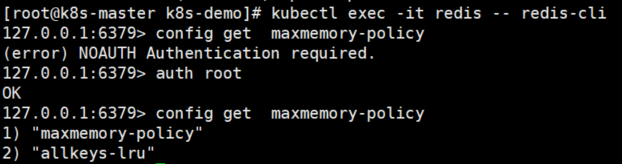 [root@k8s-master k8s-demo]# kubectl exec -it redis -- redis-cli
127.0.0.1:6379> config get  maxmemory-policy
(error) NOAUTH Authentication required.
127.0.0.1:6379> auth root
OK
127.0.0.1:6379> config get  maxmemory-policy
1) "maxmemory-policy"
2) "allkeys-lru"